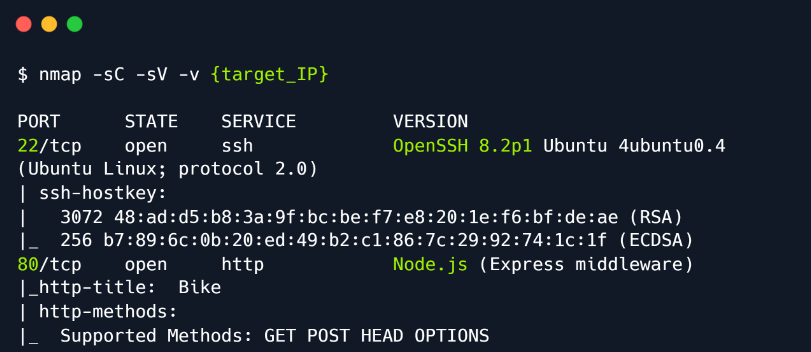 $ nmap -sC -sV -v {target_IP}
PORT STATE SERVICE VERSION
22/tcp open ssh OpenSSH 8.2p1 Ubuntu 4ubuntu0.4
(Ubuntu Linux; protocol 2.0)
| ssh-hostkey:
| 3072 48:ad:d5:b8:3a:9f:bc:be:f7:e8:20:1e:f6:bf:de:ae (RSA)
|_ 256 b7:89:6c:0b:20:ed:49:b2:c1:86:7c:29:92:74:1c:1f (ECDSA)
80/tcp open http Node.js (Express middleware)
|_http-title: Bike
| http-methods:
|_ Supported Methods: GET POST HEAD OPTIONS